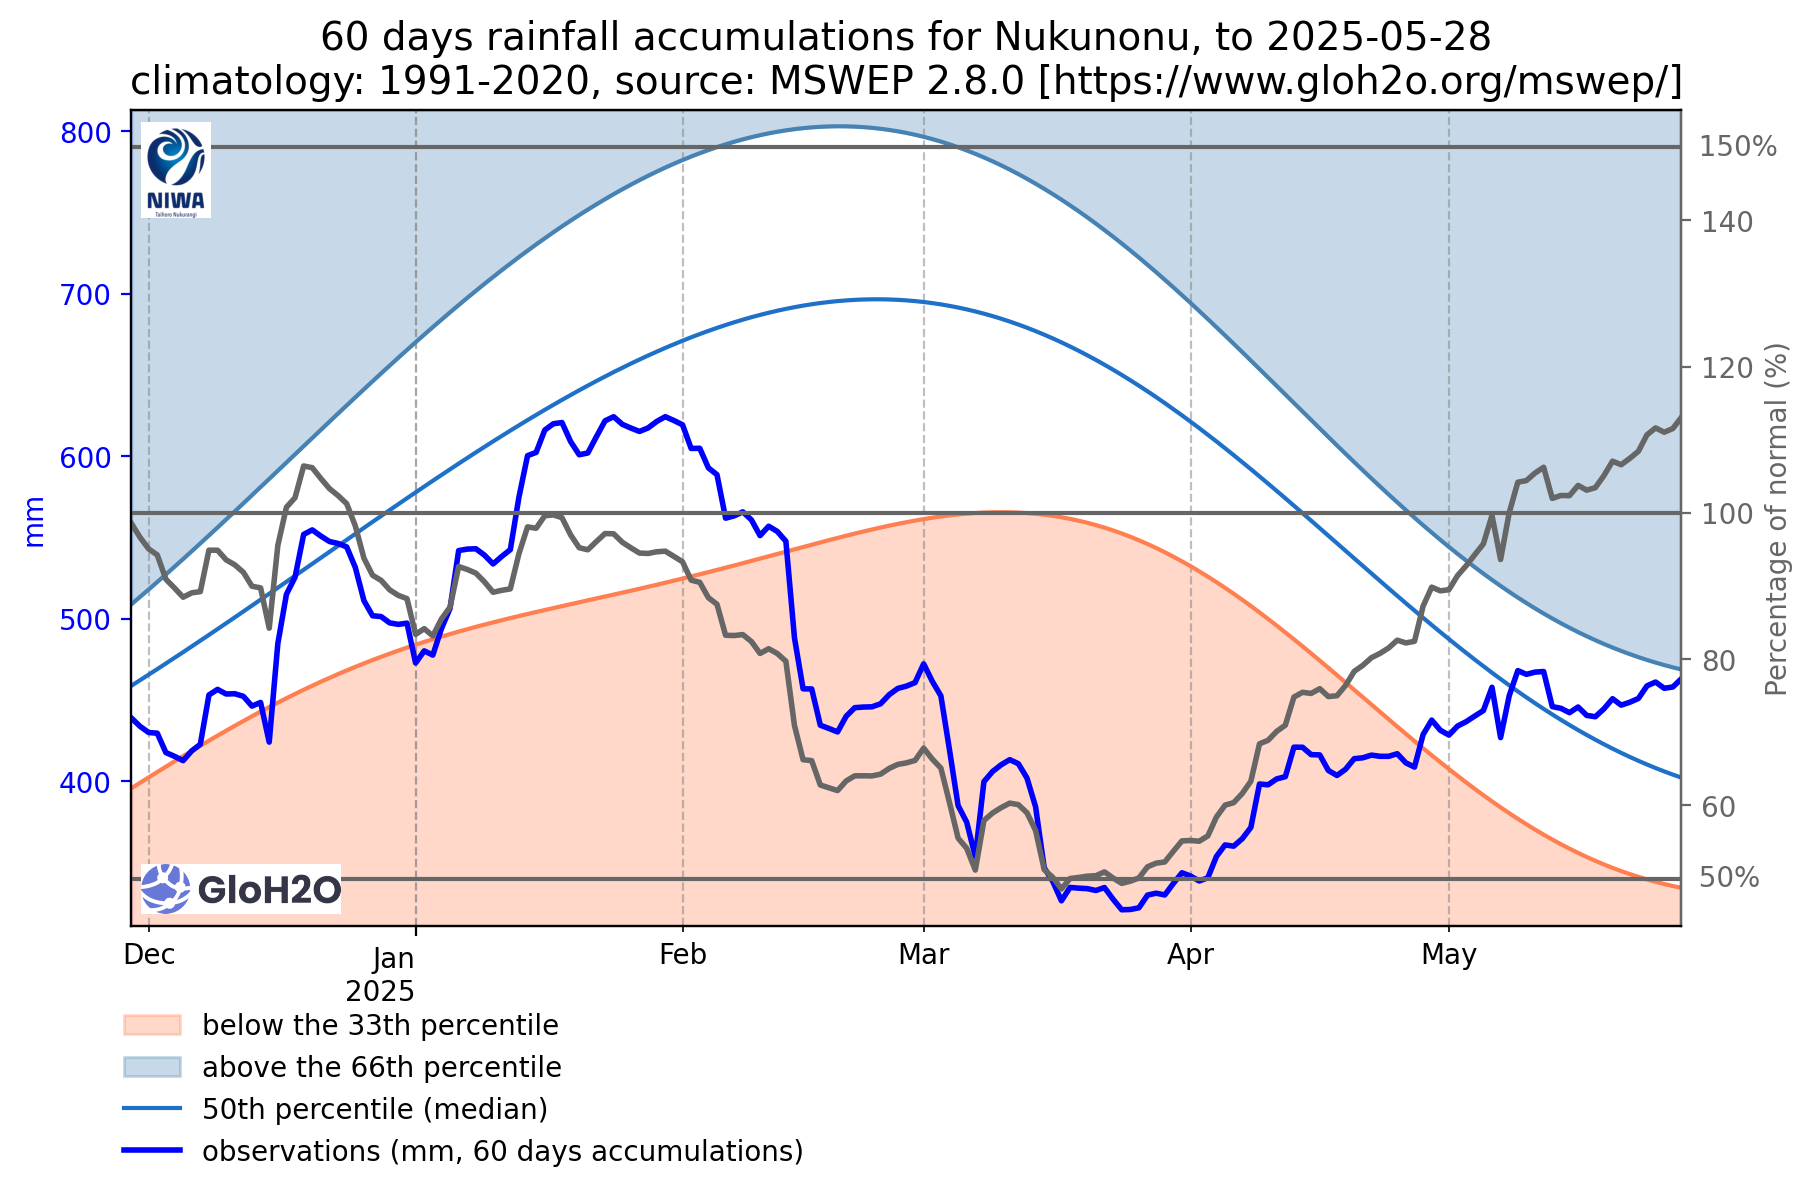 60 days rainfall accumulations for Nukunonu, to 2025-05-28
climatology: 1991-2020, source: MSWEP 2.8.0 [https://www.gloh2o.org/mswep/]
800
700
600
500
400
mm
NIWA
Taihoro Nukurangi
GloH2O
150%
140
120
100
80
60
50%
Percentage of normal (%)
Dec
Jan
2025
Feb
Mar
Apr
May
below the 33th percentile
above the 66th percentile
50th percentile (median)
observations (mm, 60 days accumulations)